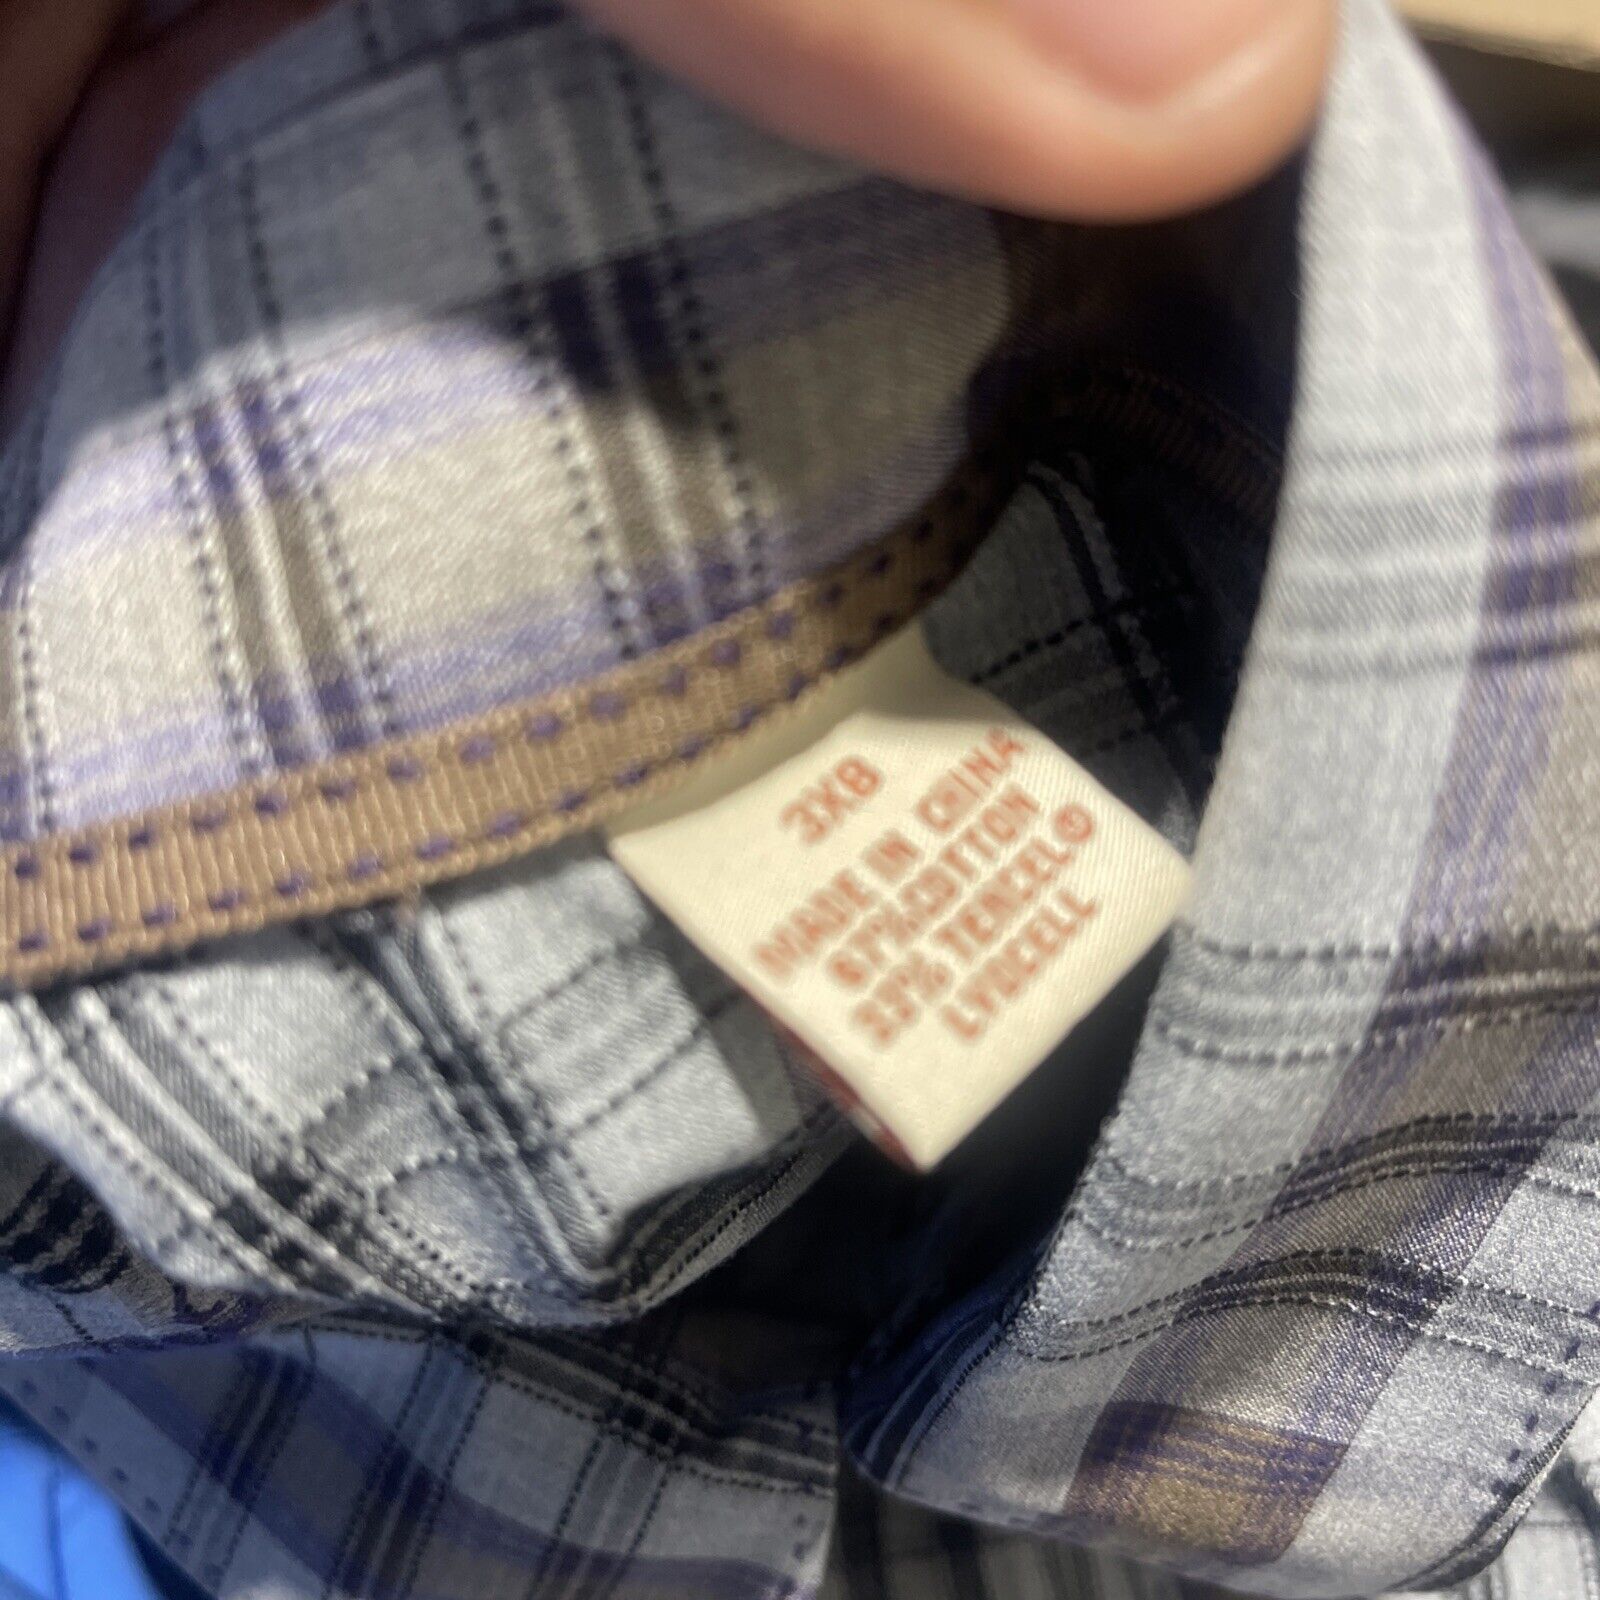 3XB
MADE IN CHINA
67%COTTON
33% TENCEL®
LYOCELL